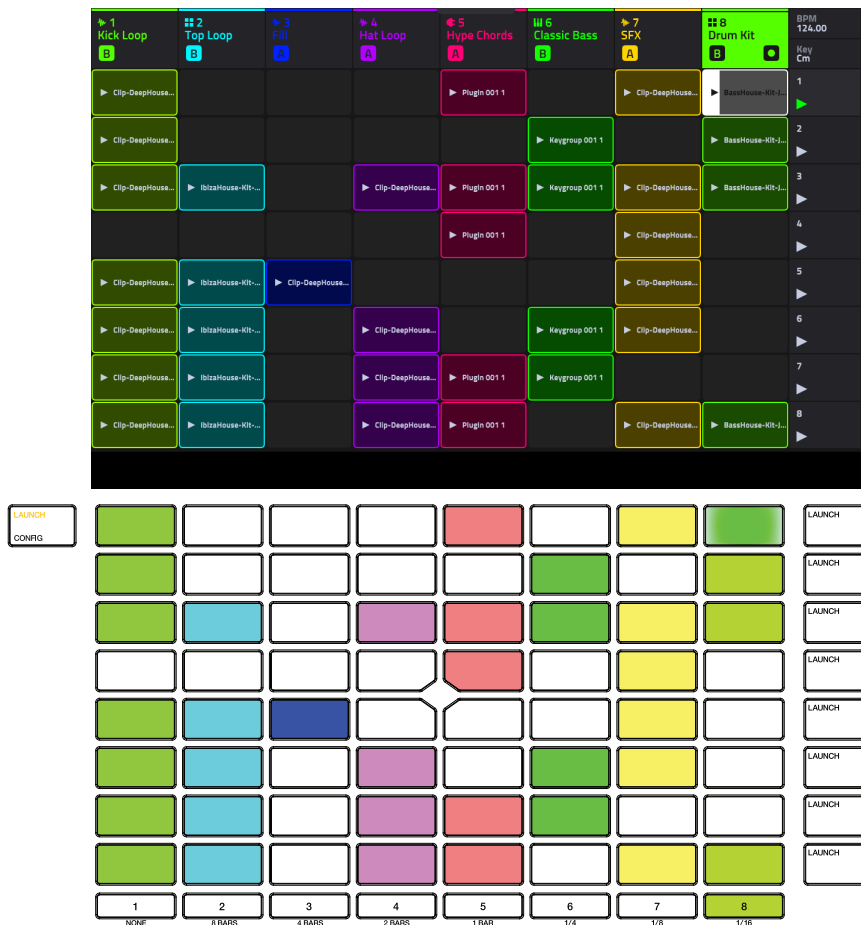 1 2 3 4 5 6 7 8 BPM
Kick Loop Top Loop Fill Hat Loop Hype Chords Classic Bass SFX Drum Kit 124.00
B B A A A B A B Key
Cm
1
Clip-DeepHouse... Plugin 001 1 Clip-DeepHouse... BassHouse-Kit-J...
2
Clip-DeepHouse... Keygroup 001 1 BassHouse-Kit-J...
3
Clip-DeepHouse... IbizaHouse-Kit-... Clip-DeepHouse... Plugin 001 1 Keygroup 001 1 Clip-DeepHouse... BassHouse-Kit-J...
4
Plugin 001 1 Clip-DeepHouse...
5
Clip-DeepHouse... IbizaHouse-Kit-... Clip-DeepHouse... Clip-DeepHouse...
6
Clip-DeepHouse... IbizaHouse-Kit-... Clip-DeepHouse... Keygroup 001 1 Clip-DeepHouse...
7
Clip-DeepHouse... IbizaHouse-Kit-... Clip-DeepHouse... Plugin 001 1 Keygroup 001 1
8
Clip-DeepHouse... IbizaHouse-Kit-... Clip-DeepHouse... Plugin 001 1 Clip-DeepHouse... BassHouse-Kit-J...
LAUNCH LAUNCH
CONFIG
LAUNCH
LAUNCH
LAUNCH
LAUNCH
LAUNCH
LAUNCH
LAUNCH
1 2 3 4 5 6 7 8
NONE 8 BARS 4 BARS 2 BARS 1 BAR 1/4 1/8 1/16